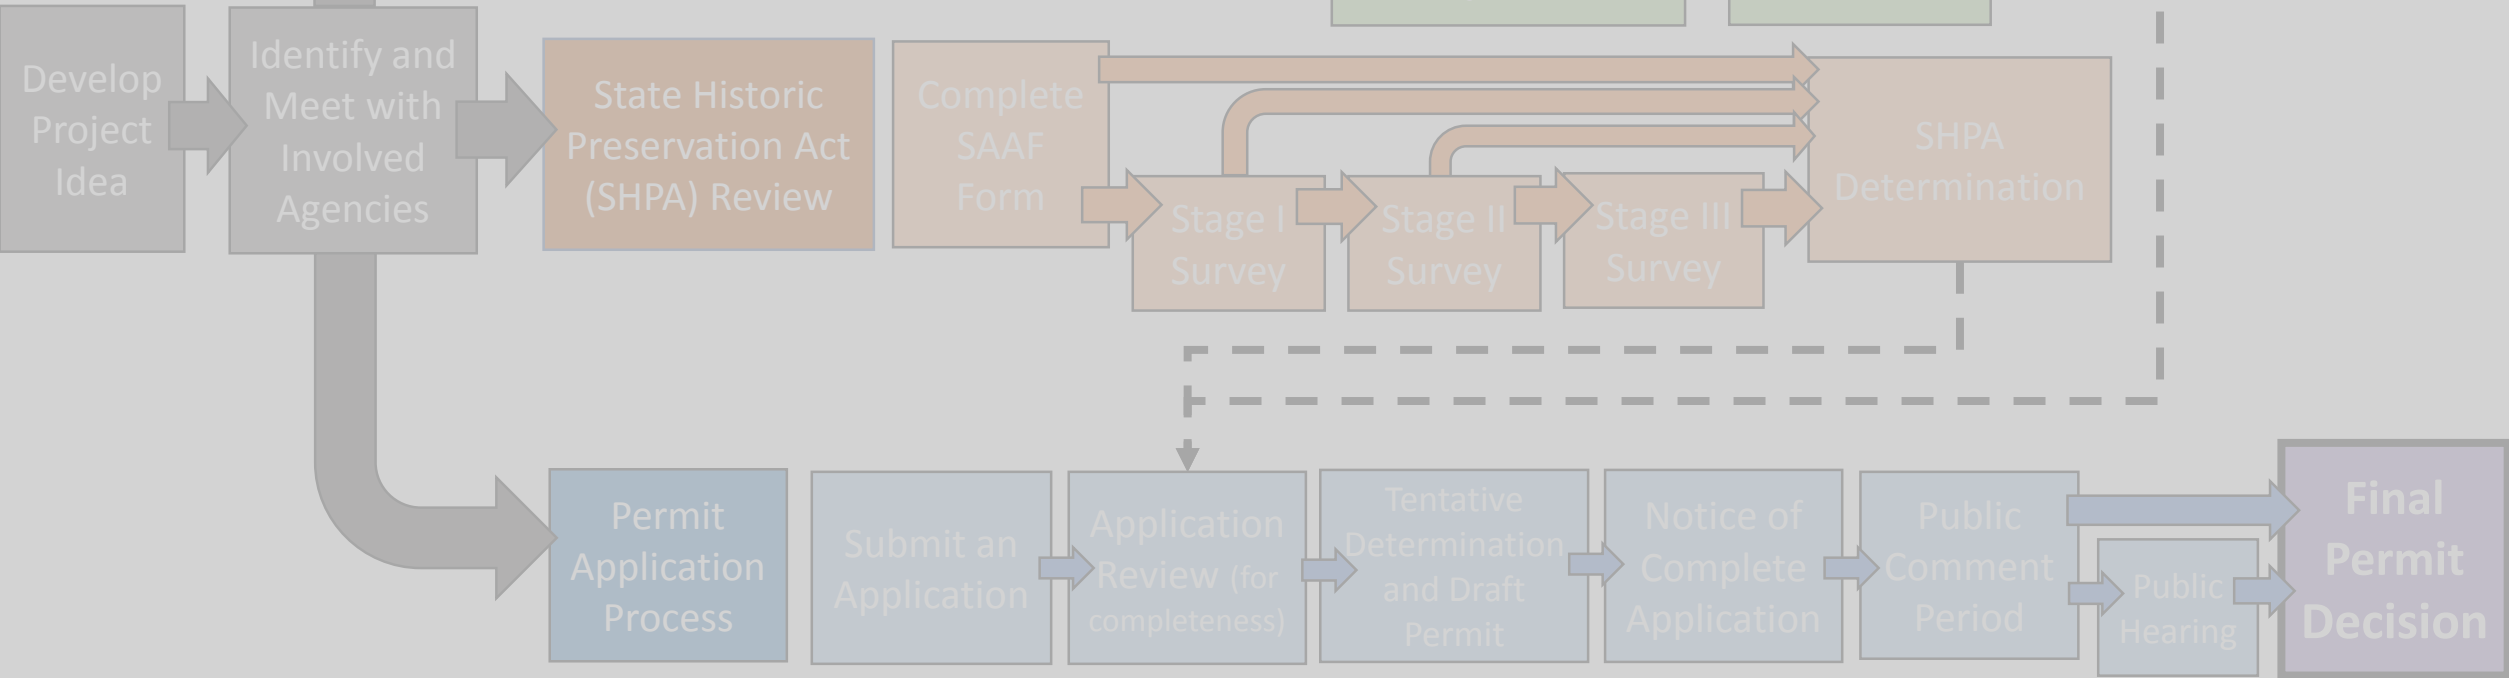 Develop
Project
Idea
Identify and
Meet with
Involved
Agencies
State Historic
Preservation Act
(SHPA) Review
Complete
SAAF
Form
Stage I
Survey
Stage II
Survey
Stage III
Survey
SHPA
Determination
Permit
Application
Process
Submit an
Application
Application
Review (for
completeness)
Tentative
Determination
and Draft
Permit
Notice of
Complete
Application
Public
Comment
Period
Public
Hearing
Final
Permit
Decision